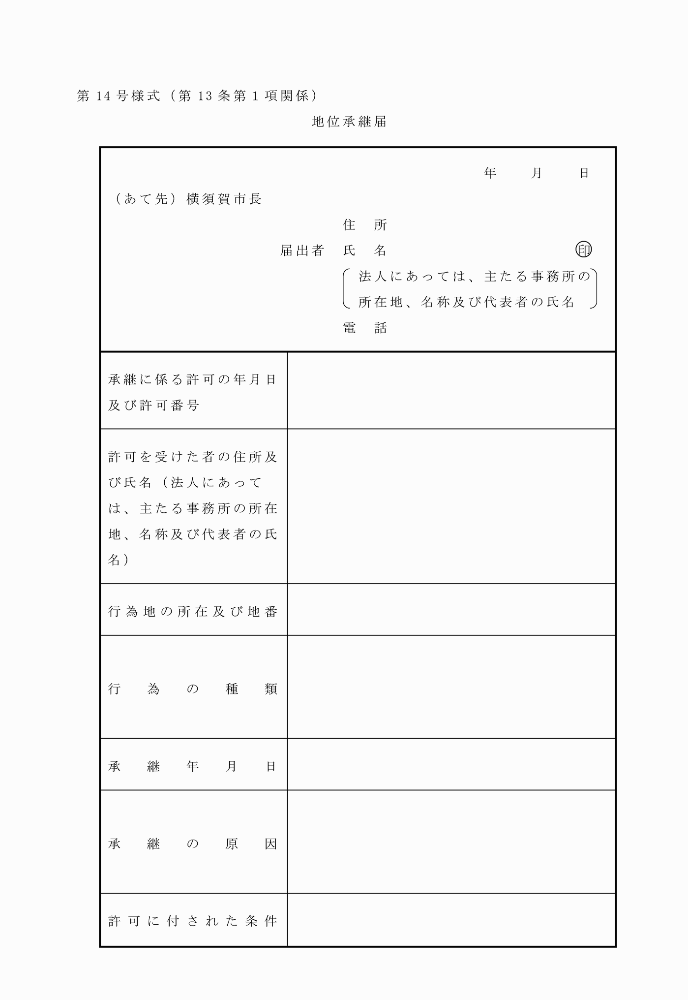 第14号様式（第13条第1項関係）
地位承継届
年　月　日
（あて先）横須賀市長
住　所
届出者　氏　名　㊞
法人にあっては、主たる事務所の
所在地、名称及び代表者の氏名
電　話
承継に係る許可の年月日
及び許可番号
許可を受けた者の住所及
び氏名（法人にあって
は、主たる事務所の所在
地、名称及び代表者の氏
名）
行為地の所在及び地番
行為の種類
承継年月日
承継の原因
許可に付された条件